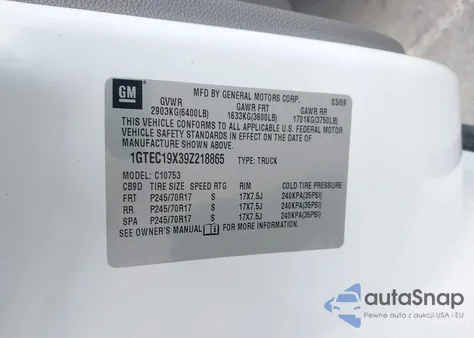 GM
MFD BY GENERAL MOTORS CORP. 03/09
GVWR GAWR FRT GAWR RR
2903KG(6400LB) 1633KG(3600LB) 1701KG(3750LB)
THIS VEHICLE CONFORMS TO ALL APPLICABLE U.S. FEDERAL MOTOR
VEHICLE SAFETY STANDARDS IN EFFECT ON THE DATE OF
MANUFACTURE SHOWN ABOVE.
1GTEC19X39Z218865 TYPE: TRUCK
MODEL: C10753
CB9D TIRE SIZE SPEED RTG RIM COLD TIRE PRESSURE
FRT P245/70R17 S 17X7.5J 240KPA(35PSI)
RR P245/70R17 S 17X7.5J 240KPA(35PSI)
SPA P245/70R17 S 17X7.5J 240KPA(35PSI)
SEE OWNER'S MANUAL FOR MORE INFORMATION.
autaSnap
Pewne auta z aukcji USA i EU